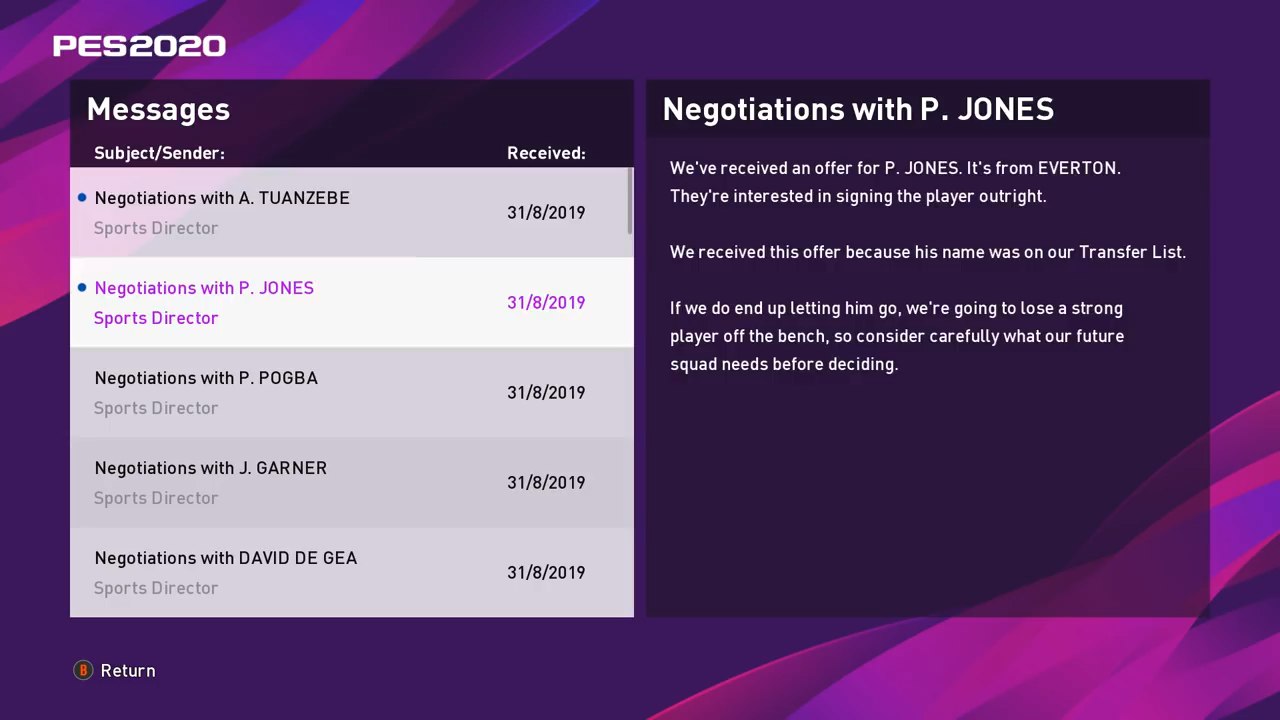 PES2020
Messages
Subject/Sender: Received:
Negotiations with A. TUANZEBE
Sports Director
31/8/2019
Negotiations with P. JONES
Sports Director
31/8/2019
Negotiations with P. POGBA
Sports Director
31/8/2019
Negotiations with J. GARNER
Sports Director
31/8/2019
Negotiations with DAVID DE GEA
Sports Director
31/8/2019
Negotiations with P. JONES
We've received an offer for P. JONES. It's from EVERTON.
They're interested in signing the player outright.
We received this offer because his name was on our Transfer List.
If we do end up letting him go, we're going to lose a strong
player off the bench, so consider carefully what our future
squad needs before deciding.
B Return